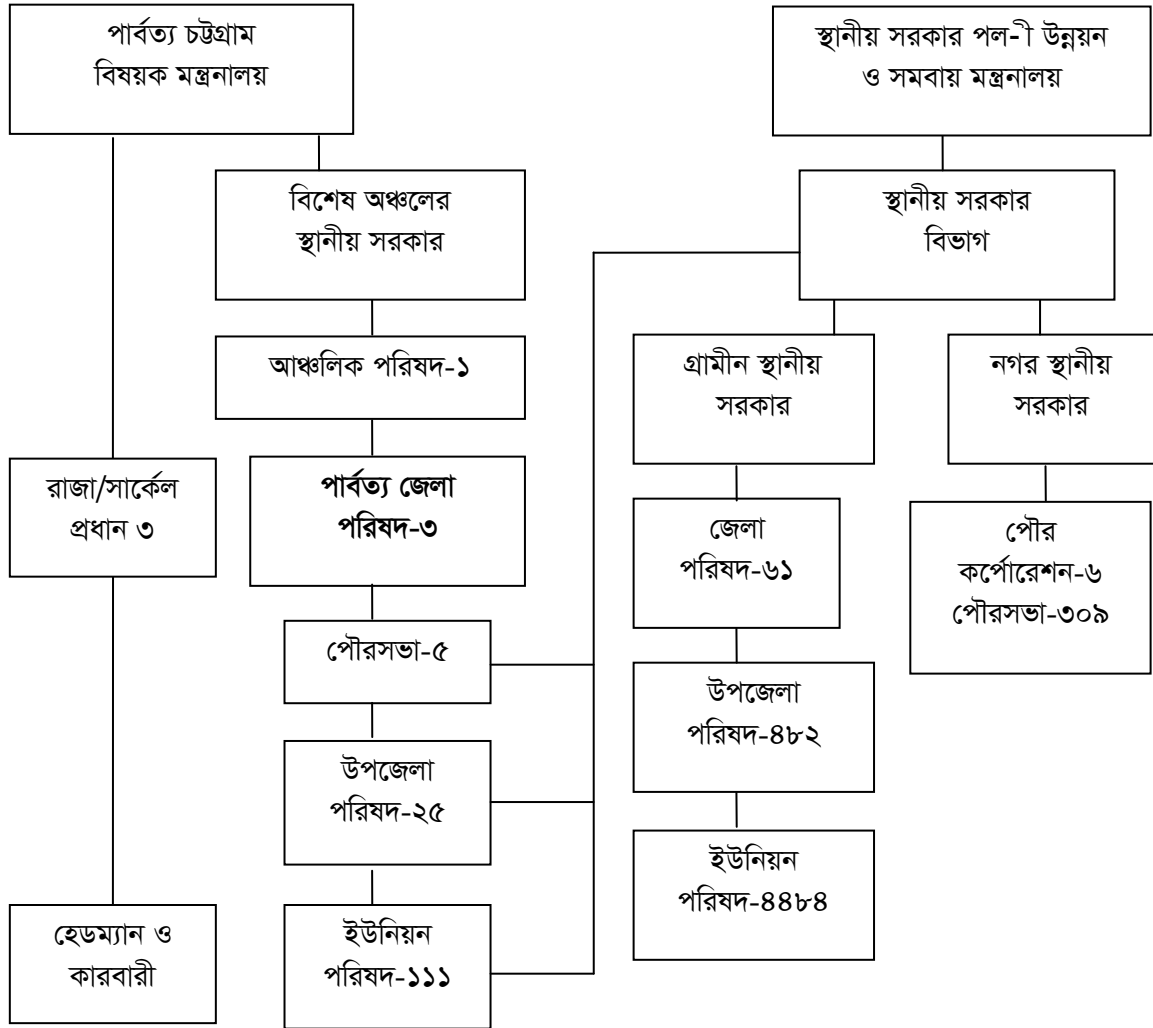 পার্বত্য চট্টগ্রাম
বিষয়ক মন্ত্রনালয়
স্থানীয় সরকার পল-ী উন্নয়ন
ও সমবায় মন্ত্রনালয়
বিশেষ অঞ্চলের
স্থানীয় সরকার
স্থানীয় সরকার
বিভাগ
আঞ্চলিক পরিষদ-১
গ্রামীন স্থানীয়
সরকার
নগর স্থানীয়
সরকার
রাজা/সার্কেল
প্রধান ৩
পার্বত্য জেলা
পরিষদ-৩
জেলা
পরিষদ-৬১
পৌর
কর্পোরেশন-৬
পৌরসভা-৩০৯
পৌরসভা-৫
উপজেলা
পরিষদ-৪৮২
উপজেলা
পরিষদ-২৫
ইউনিয়ন
পরিষদ-৪৪৮৪
হেডম্যান ও
কারবারী
ইউনিয়ন
পরিষদ-১১১